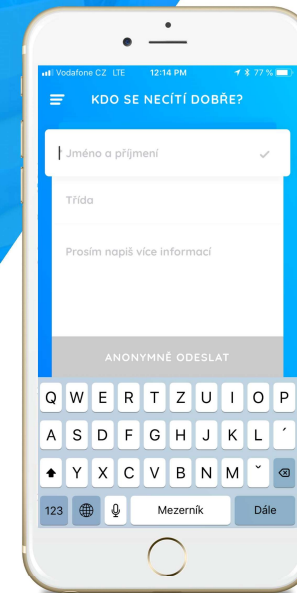 Vodafone CZ LTE 12:14 PM 77 %
KDO SE NECÍTÍ DOBŘE?
Jméno a příjmení
Třída
Prosím napiš více informací
ANONYMNĚ ODESLAT
Q W E R T Z U I O P
A S D F G H J K L ´
Y X C V B N M ˇ
123 Mezerník Dále